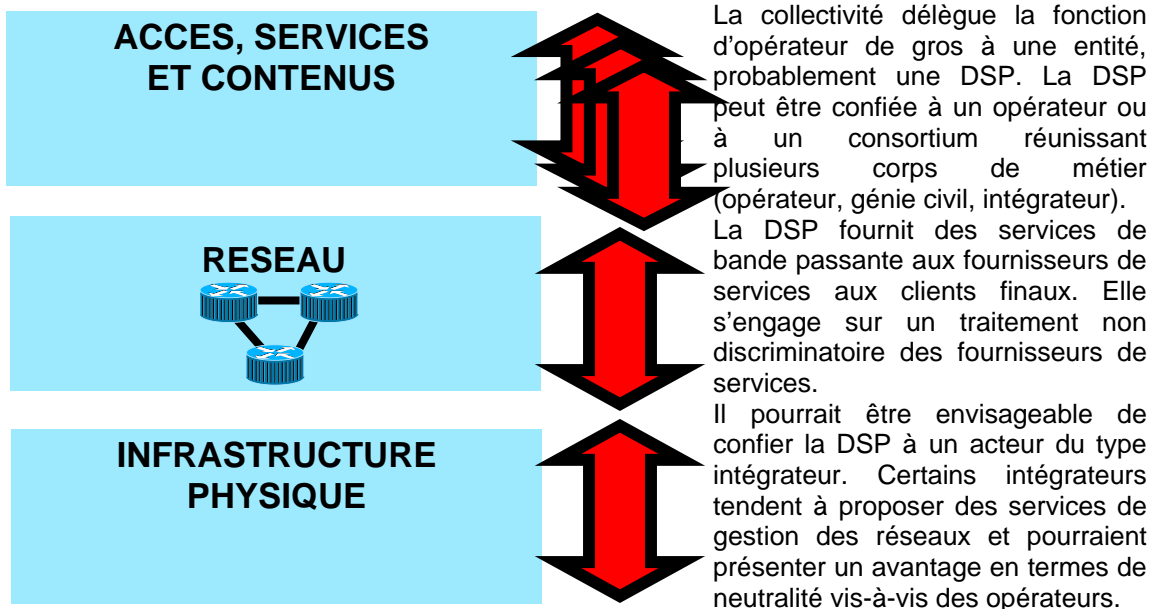 ACCES, SERVICES
ET CONTENUS
RESEAU
INFRASTRUCTURE
PHYSIQUE
La collectivité délègue la fonction
d’opérateur de gros à une entité,
probablement une DSP. La DSP
peut être confiée à un opérateur ou
à un consortium réunissant
plusieurs corps de métier
(opérateur, génie civil, intégrateur).
La DSP fournit des services de
bande passante aux fournisseurs de
services aux clients finaux. Elle
s’engage sur un traitement non
discriminatoire des fournisseurs de
services.
Il pourrait être envisageable de
confier la DSP à un acteur du type
intégrateur. Certains intégrateurs
tendent à proposer des services de
gestion des réseaux et pourraient
présenter un avantage en termes de
neutralité vis-à-vis des opérateurs.